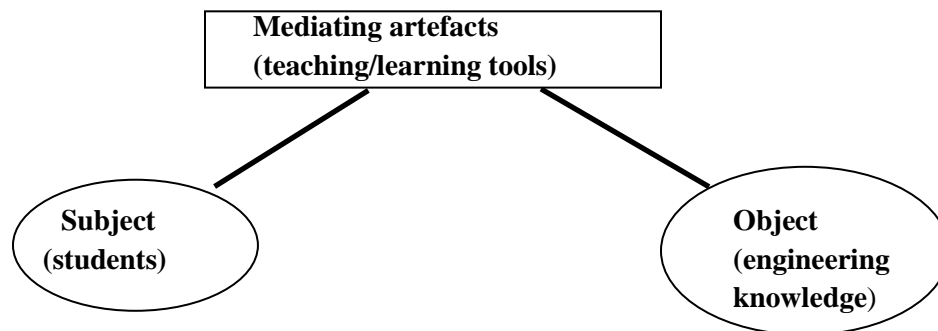 Mediating artefacts
(teaching/learning tools)
Subject
(students)
Object
(engineering
knowledge)